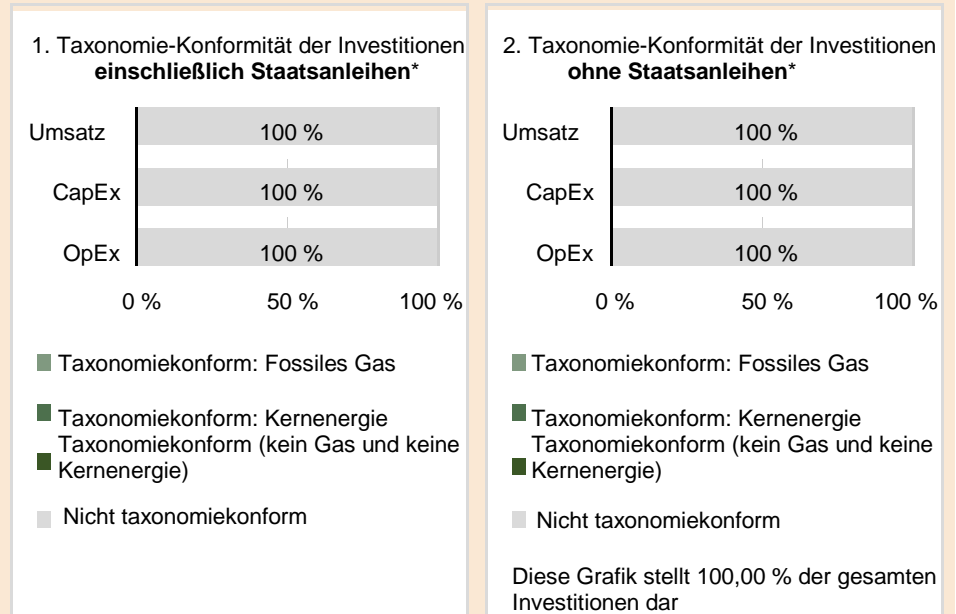 1. Taxonomie-Konformität der Investitionen
einschließlich Staatsanleihen*
Umsatz 100 %
CapEx 100 %
OpEx 100 %
0 % 50 % 100 %
Taxonomiekonform: Fossiles Gas
Taxonomiekonform: Kernenergie
Taxonomiekonform (kein Gas und keine
Kernenergie)
Nicht taxonomiekonform
2. Taxonomie-Konformität der Investitionen
ohne Staatsanleihen*
Umsatz 100 %
CapEx 100 %
OpEx 100 %
0 % 50 % 100 %
Taxonomiekonform: Fossiles Gas
Taxonomiekonform: Kernenergie
Taxonomiekonform (kein Gas und keine
Kernenergie)
Nicht taxonomiekonform
Diese Grafik stellt 100,00 % der gesamten
Investitionen dar